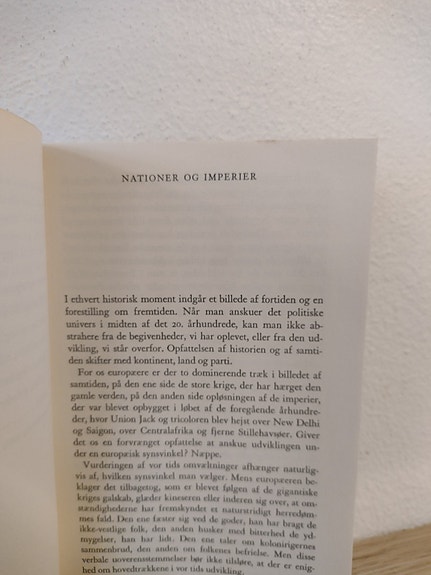 NATIONER OG IMPERIER
I ethvert historisk moment indgår et billede af fortiden og en
forestilling om fremtiden. Når man anskuer det politiske
univers i midten af det 20. århundrede, kan man ikke ab-
strahere fra de begivenheder, vi har oplevet, eller fra den ud-
vikling, vi står overfor. Opfattelsen af historien og af samti-
den skifter med kontinent, land og parti.
For os europæere er der to dominerende træk i billedet af
samtiden, på den ene side de store krige, der har hærget den
gamle verden, på den anden side opløsningen af de imperier,
der var blevet opbygget i løbet af de foregående århundre-
der, hvor Union Jack og tricoloren blev hejst over New Delhi
og Saigon, over Centralafrika og fjerne Stillehavsøer. Giver
det os en forvrænget opfattelse at anskue udviklingen un-
der en europæisk synsvinkel? Næppe.
Vurderingen af vor tids omvæltninger afhænger naturlig-
vis af, hvilken synsvinkel man vælger. Mens europæeren be-
klager det tilbagetog, som er blevet følgen af de gigantiske
kriges galskab, glæder kineseren eller inderen sig over, at om-
stændighederne har fremskyndet et naturstridigt herredøm-
mes fald. Den ene fæster sig ved de goder, han har bragt de
ikke-vestlige folk, den anden husker med bitterhed de yd-
mygelser, han har lidt. Den ene taler om kolonirigernes
sammenbrud, den anden om folkenes befrielse. Men disse
verbale uoverensstemmelser bør ikke tilsløre, at der er enig-
hed om hovedtrækkene i vor tids udvikling.